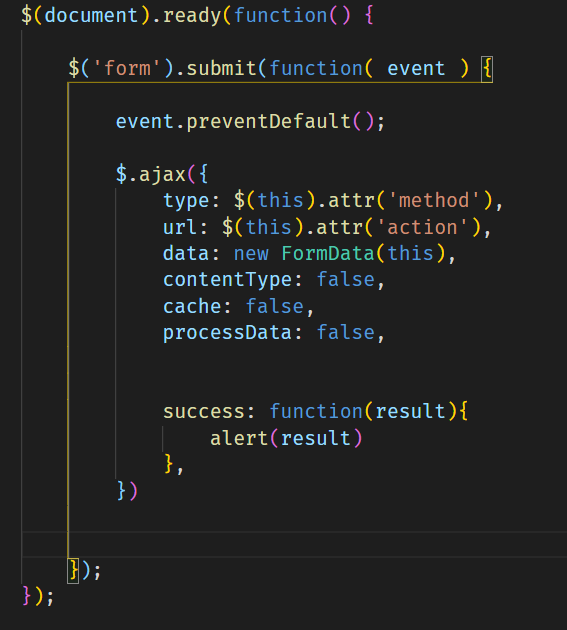 $(document).ready(function() {
$('form').submit(function( event ) {
event.preventDefault();
$.ajax({
type: $(this).attr('method'),
url: $(this).attr('action'),
data: new FormData(this),
contentType: false,
cache: false,
processData: false,
success: function(result){
alert(result)
},
})
});
});